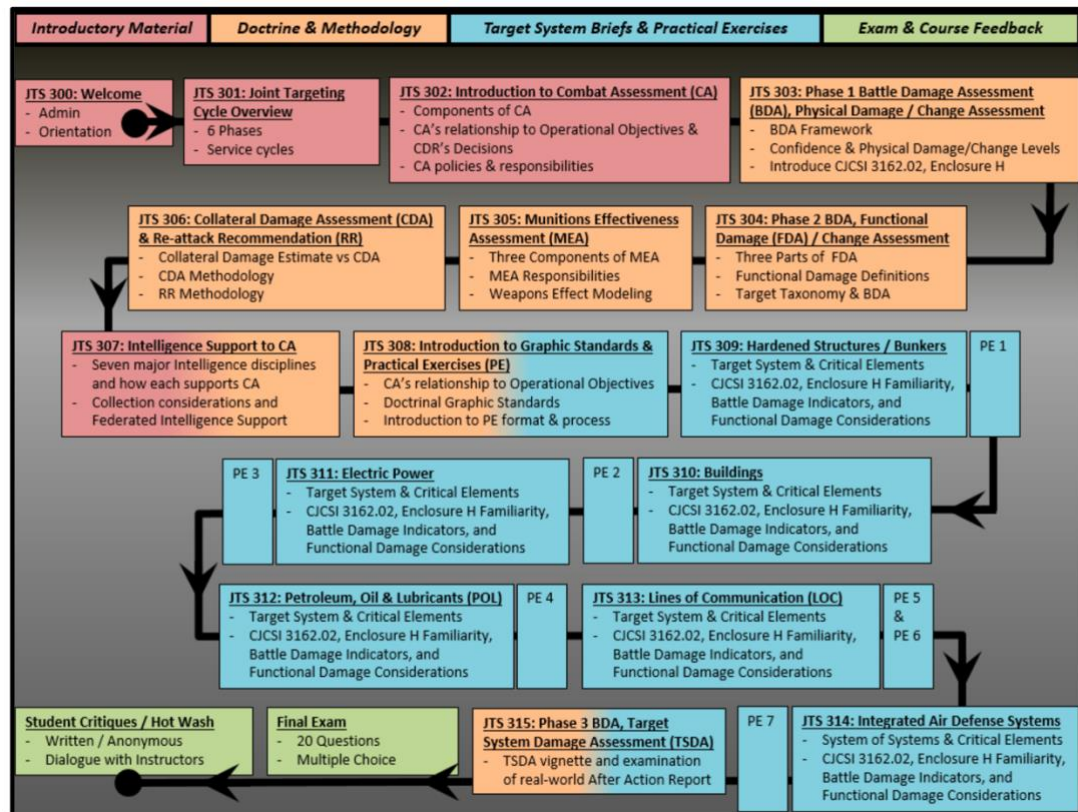 Introductory Material
Doctrine & Methodology
Target System Briefs & Practical Exercises
Exam & Course Feedback
JTS 300: Welcome
- Admin
- Orientation
JTS 301: Joint Targeting
Cycle Overview
- 6 Phases
- Service cycles
JTS 302: Introduction to Combat Assessment (CA)
- Components of CA
- CA's relationship to Operational Objectives &
CDR's Decisions
- CA policies & responsibilities
JTS 303: Phase 1 Battle Damage Assessment
(BDA), Physical Damage / Change Assessment
- BDA Framework
- Confidence & Physical Damage/Change Levels
- Introduce CJCSI 3162.02, Enclosure H
JTS 304: Phase 2 BDA, Functional
Damage (FDA) / Change Assessment
- Three Parts of FDA
- Functional Damage Definitions
- Target Taxonomy & BDA
JTS 305: Munitions Effectiveness
Assessment (MEA)
- Three Components of MEA
- MEA Responsibilities
- Weapons Effect Modeling
JTS 306: Collateral Damage Assessment (CDA)
& Re-attack Recommendation (RR)
- Collateral Damage Estimate vs CDA
- CDA Methodology
- RR Methodology
JTS 307: Intelligence Support to CA
- Seven major Intelligence disciplines
and how each supports CA
- Collection considerations and
Federated Intelligence Support
JTS 308: Introduction to Graphic Standards &
Practical Exercises (PE)
- CA's relationship to Operational Objectives
- Doctrinal Graphic Standards
- Introduction to PE format & process
JTS 309: Hardened Structures / Bunkers
- Target System & Critical Elements
- CJCSI 3162.02, Enclosure H Familiarity,
Battle Damage Indicators, and
Functional Damage Considerations
PE 1
JTS 310: Buildings
- Target System & Critical Elements
- CJCSI 3162.02, Enclosure H Familiarity,
Battle Damage Indicators, and
Functional Damage Considerations
PE 2
JTS 311: Electric Power
- Target System & Critical Elements
- CJCSI 3162.02, Enclosure H Familiarity,
Battle Damage Indicators, and
Functional Damage Considerations
PE 3
JTS 312: Petroleum, Oil & Lubricants (POL)
- Target System & Critical Elements
- CJCSI 3162.02, Enclosure H Familiarity,
Battle Damage Indicators, and
Functional Damage Considerations
PE 4
JTS 313: Lines of Communication (LOC)
- Target System & Critical Elements
- CJCSI 3162.02, Enclosure H Familiarity,
Battle Damage Indicators, and
Functional Damage Considerations
PE 5
&
PE 6
JTS 314: Integrated Air Defense Systems
- System of Systems & Critical Elements
- CJCSI 3162.02, Enclosure H Familiarity,
Battle Damage Indicators, and
Functional Damage Considerations
PE 7
JTS 315: Phase 3 BDA, Target
System Damage Assessment (TSDA)
- TSDA vignette and examination
of real-world After Action Report
Final Exam
- 20 Questions
- Multiple Choice
Student Critiques / Hot Wash
- Written / Anonymous
- Dialogue with Instructors